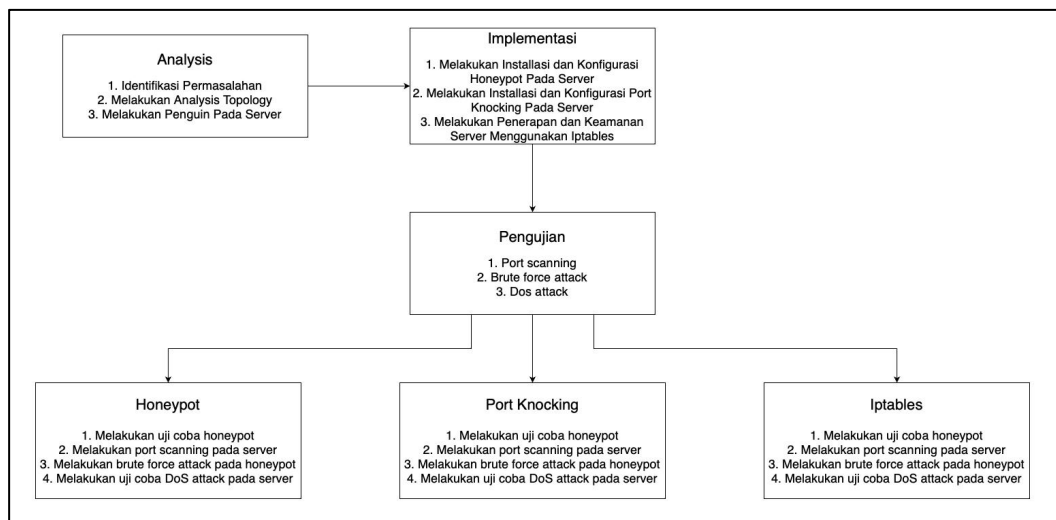 Analysis
1. Identifikasi Permasalahan
2. Melakukan Analysis Topology
3. Melakukan Penguin Pada Server
Implementasi
1. Melakukan Installasi dan Konfigurasi
Honeypot Pada Server
2. Melakukan Installasi dan Konfigurasi Port
Knocking Pada Server
3. Melakukan Penerapan dan Keamanan
Server Menggunakan Iptables
Pengujian
1. Port scanning
2. Brute force attack
3. Dos attack
Honeypot
1. Melakukan uji coba honeypot
2. Melakukan port scanning pada server
3. Melakukan brute force attack pada honeypot
4. Melakukan uji coba DoS attack pada server
Port Knocking
1. Melakukan uji coba honeypot
2. Melakukan port scanning pada server
3. Melakukan brute force attack pada honeypot
4. Melakukan uji coba DoS attack pada server
Iptables
1. Melakukan uji coba honeypot
2. Melakukan port scanning pada server
3. Melakukan brute force attack pada honeypot
4. Melakukan uji coba DoS attack pada server